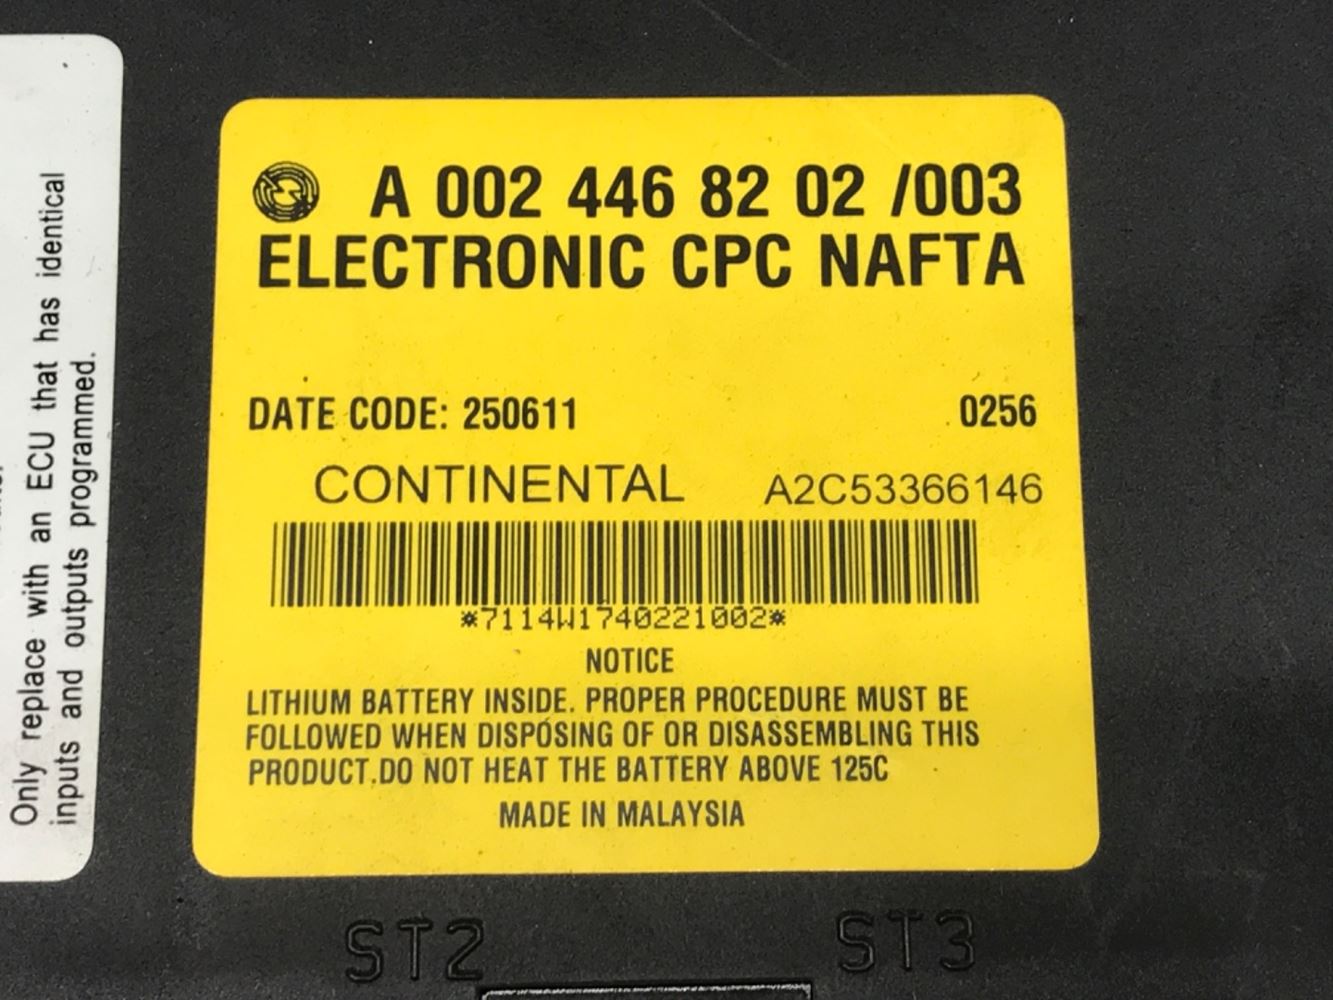 Only replace with an ECU that has identical
inputs and outputs programmed.
A 002 446 82 02 /003
ELECTRONIC CPC NAFTA
DATE CODE: 250611 0256
CONTINENTAL A2C53366146
*7114W1740221002*
NOTICE
LITHIUM BATTERY INSIDE. PROPER PROCEDURE MUST BE
FOLLOWED WHEN DISPOSING OF OR DISASSEMBLING THIS
PRODUCT.DO NOT HEAT THE BATTERY ABOVE 125C
MADE IN MALAYSIA
ST2 ST3